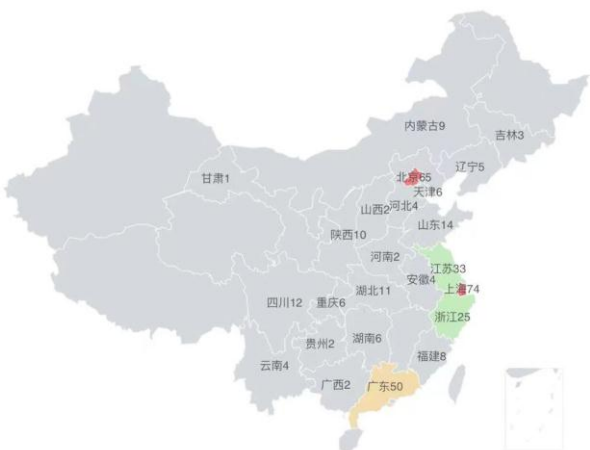 内蒙古9
吉林3
辽宁5
甘肃1
北京65
天津6
山西2
河北4
山东14
陕西10
河南2
江苏33
安徽4
上海74
湖北11
四川12
重庆6
浙江25
湖南6
贵州2
福建8
云南4
广西2
广东50